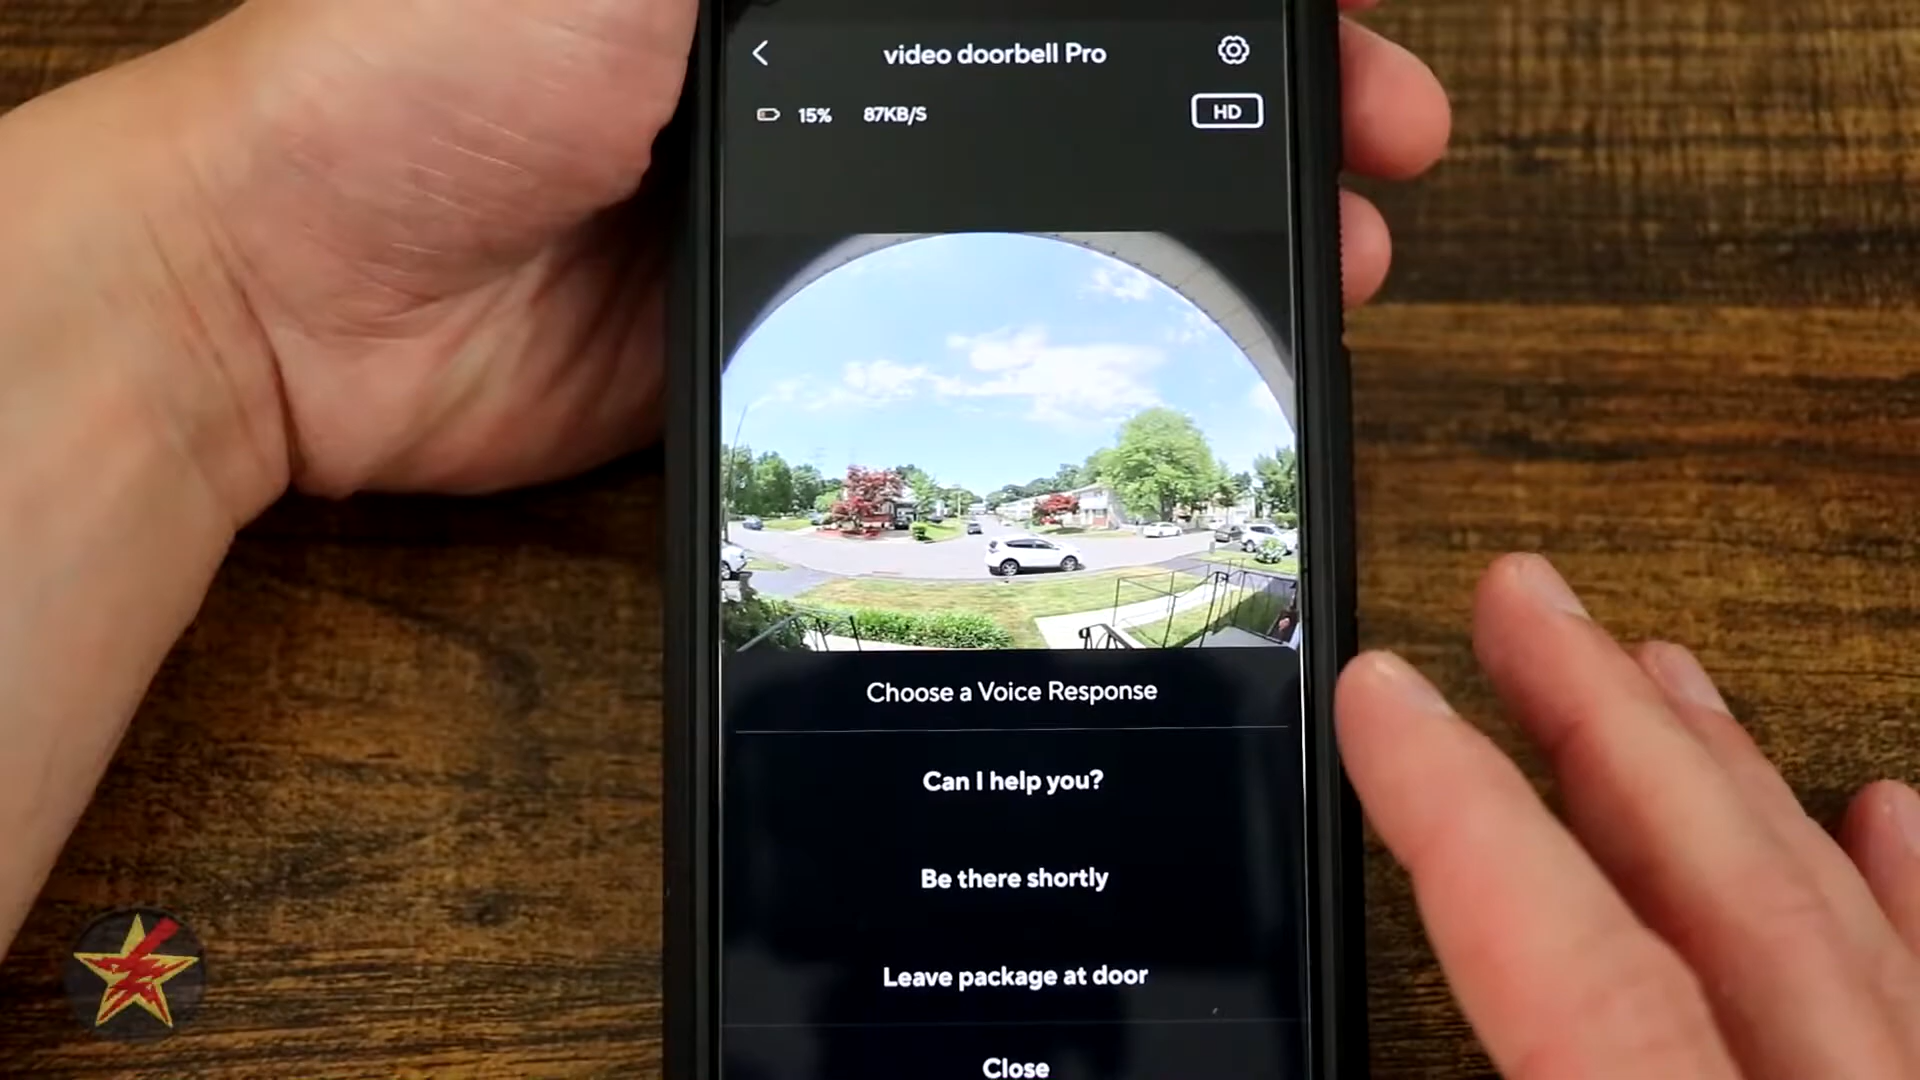 video doorbell Pro
15% 87KB/S HD
Choose a Voice Response
Can I help you?
Be there shortly
Leave package at door
Close